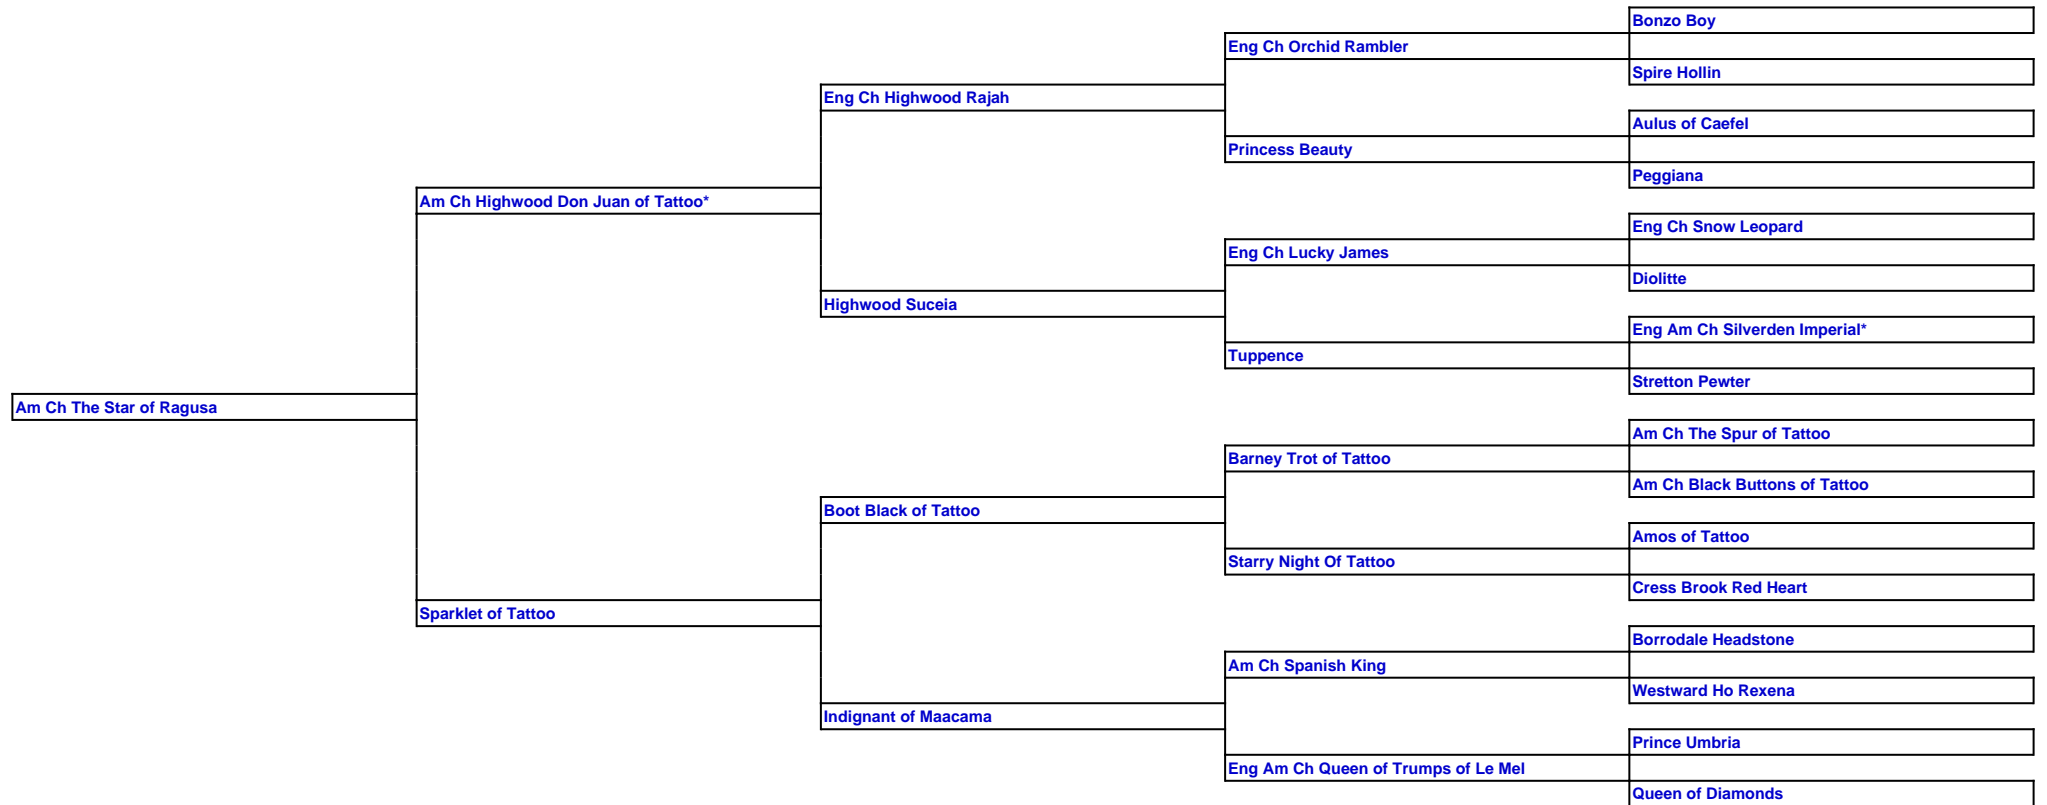 Bonzo Boy
Eng Ch Orchid Rambler
Spire Hollin
Eng Ch Highwood Rajah
Aulus of Caefel
Princess Beauty
Peggiana
Am Ch Highwood Don Juan of Tattoo*
Eng Ch Snow Leopard
Eng Ch Lucky James
Diolitte
Highwood Suceia
Eng Am Ch Silverden Imperial*
Tuppence
Stretton Pewter
Am Ch The Star of Ragusa
Am Ch The Spur of Tattoo
Barney Trot of Tattoo
Am Ch Black Buttons of Tattoo
Boot Black of Tattoo
Amos of Tattoo
Starry Night Of Tattoo
Cress Brook Red Heart
Sparklet of Tattoo
Borrodale Headstone
Am Ch Spanish King
Westward Ho Rexena
Indignant of Maacama
Prince Umbria
Eng Am Ch Queen of Trumps of Le Mel
Queen of Diamonds